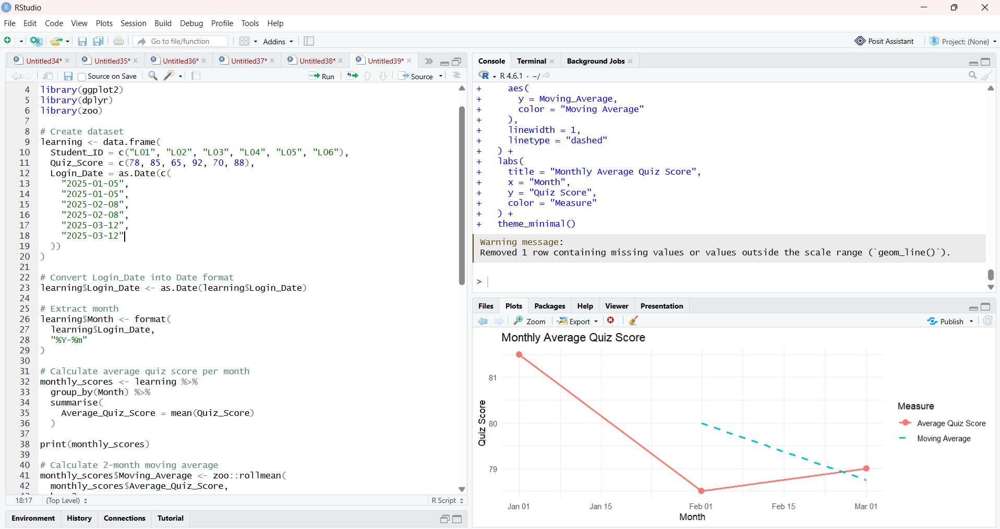 RStudio
File Edit Code View Plots Session Build Debug Profile Tools Help
Go to file/function Addins Posit Assistant Project: (None)
Untitled34* Untitled35* Untitled36* Untitled37* Untitled38* Untitled39*
Source on Save Run Source
4 library(ggplot2)
5 library(dplyr)
6 library(zoo)
7
8 # Create dataset
9 learning <- data.frame(
10 Student_ID = c("L01", "L02", "L03", "L04", "L05", "L06"),
11 Quiz_Score = c(78, 85, 65, 92, 70, 88),
12 Login_Date = as.Date(c(
13 "2025-01-05",
14 "2025-01-05",
15 "2025-02-08",
16 "2025-02-08",
17 "2025-03-12",
18 "2025-03-12"
19 ))
20 )
21
22 # Convert Login_Date into Date format
23 learning$Login_Date <- as.Date(learning$Login_Date)
24
25 # Extract month
26 learning$Month <- format(
27 learning$Login_Date,
28 "%Y-%m"
29 )
30
31 # Calculate average quiz score per month
32 monthly_scores <- learning %>%
33 group_by(Month) %>%
34 summarise(
35 Average_Quiz_Score = mean(Quiz_Score)
36 )
37
38 print(monthly_scores)
39
40 # Calculate 2-month moving average
41 monthly_scores$Moving_Average <- zoo::rollmean(
42 monthly_scores$Average_Quiz_Score,
18:17 (Top Level) R Script
Environment History Connections Tutorial
Console Terminal Background Jobs
R 4.6.1 · ~/
+ aes(
+ y = Moving_Average,
+ color = "Moving Average"
+ ),
+ linewidth = 1,
+ linetype = "dashed"
+ ) +
+ labs(
+ title = "Monthly Average Quiz Score",
+ x = "Month",
+ y = "Quiz Score",
+ color = "Measure"
+ ) +
+ theme_minimal()
Warning message:
Removed 1 row containing missing values or values outside the scale range (`geom_line()`).
>
Files Plots Packages Help Viewer Presentation
Zoom Export Publish
Monthly Average Quiz Score
81
80
79
Quiz Score
Jan 01 Jan 15 Feb 01 Feb 15 Mar 01
Month
Measure
Average Quiz Score
Moving Average